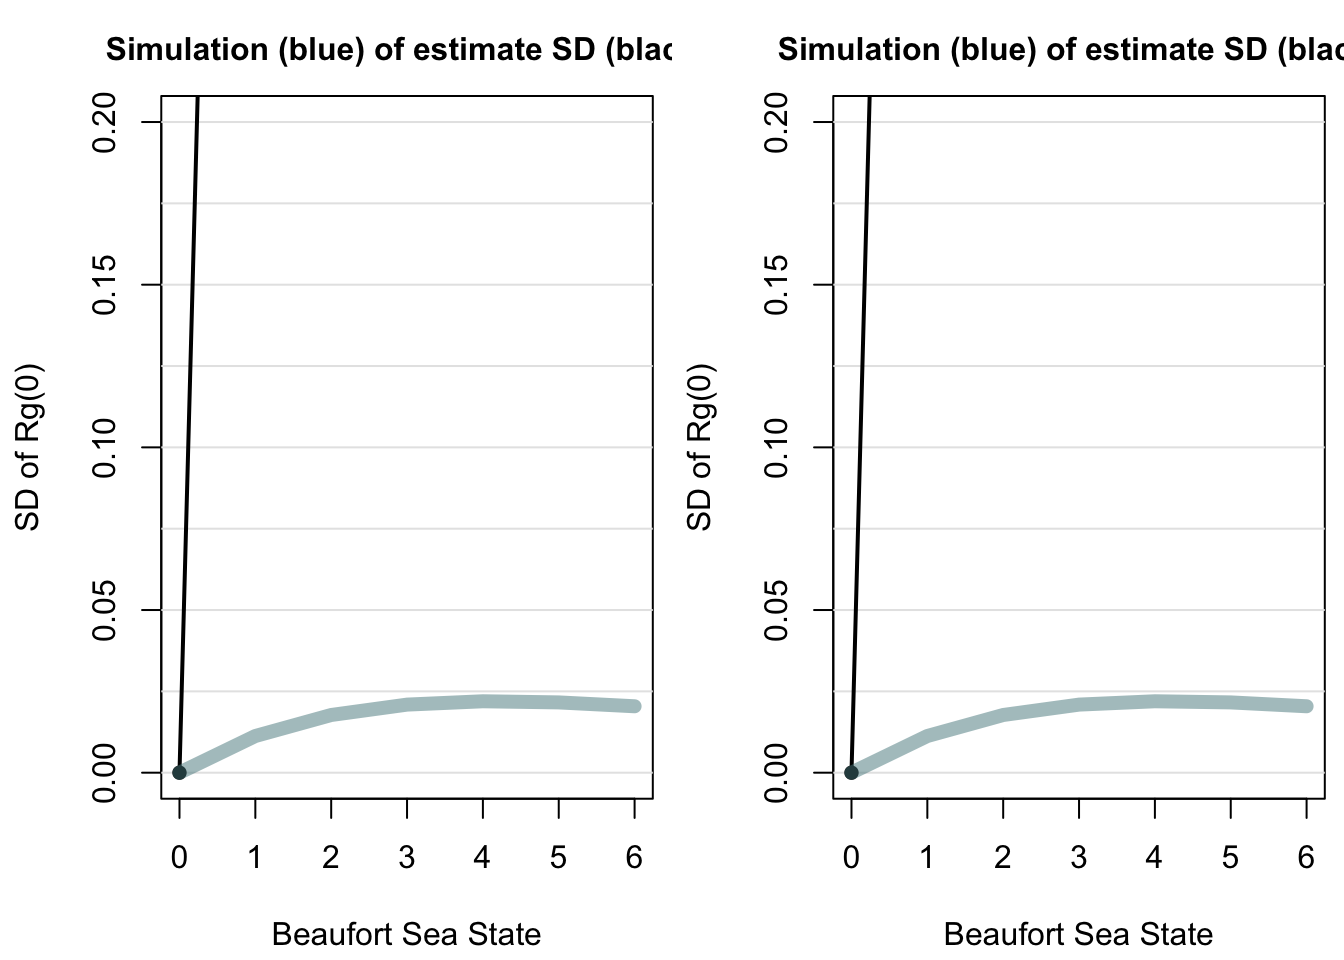 Simulation (blue) of estimate SD (blac
SD of Rg(0)
0.20
0.15
0.10
0.05
0.00
0 1 2 3 4 5 6
Beaufort Sea State
Simulation (blue) of estimate SD (blac
SD of Rg(0)
0.20
0.15
0.10
0.05
0.00
0 1 2 3 4 5 6
Beaufort Sea State